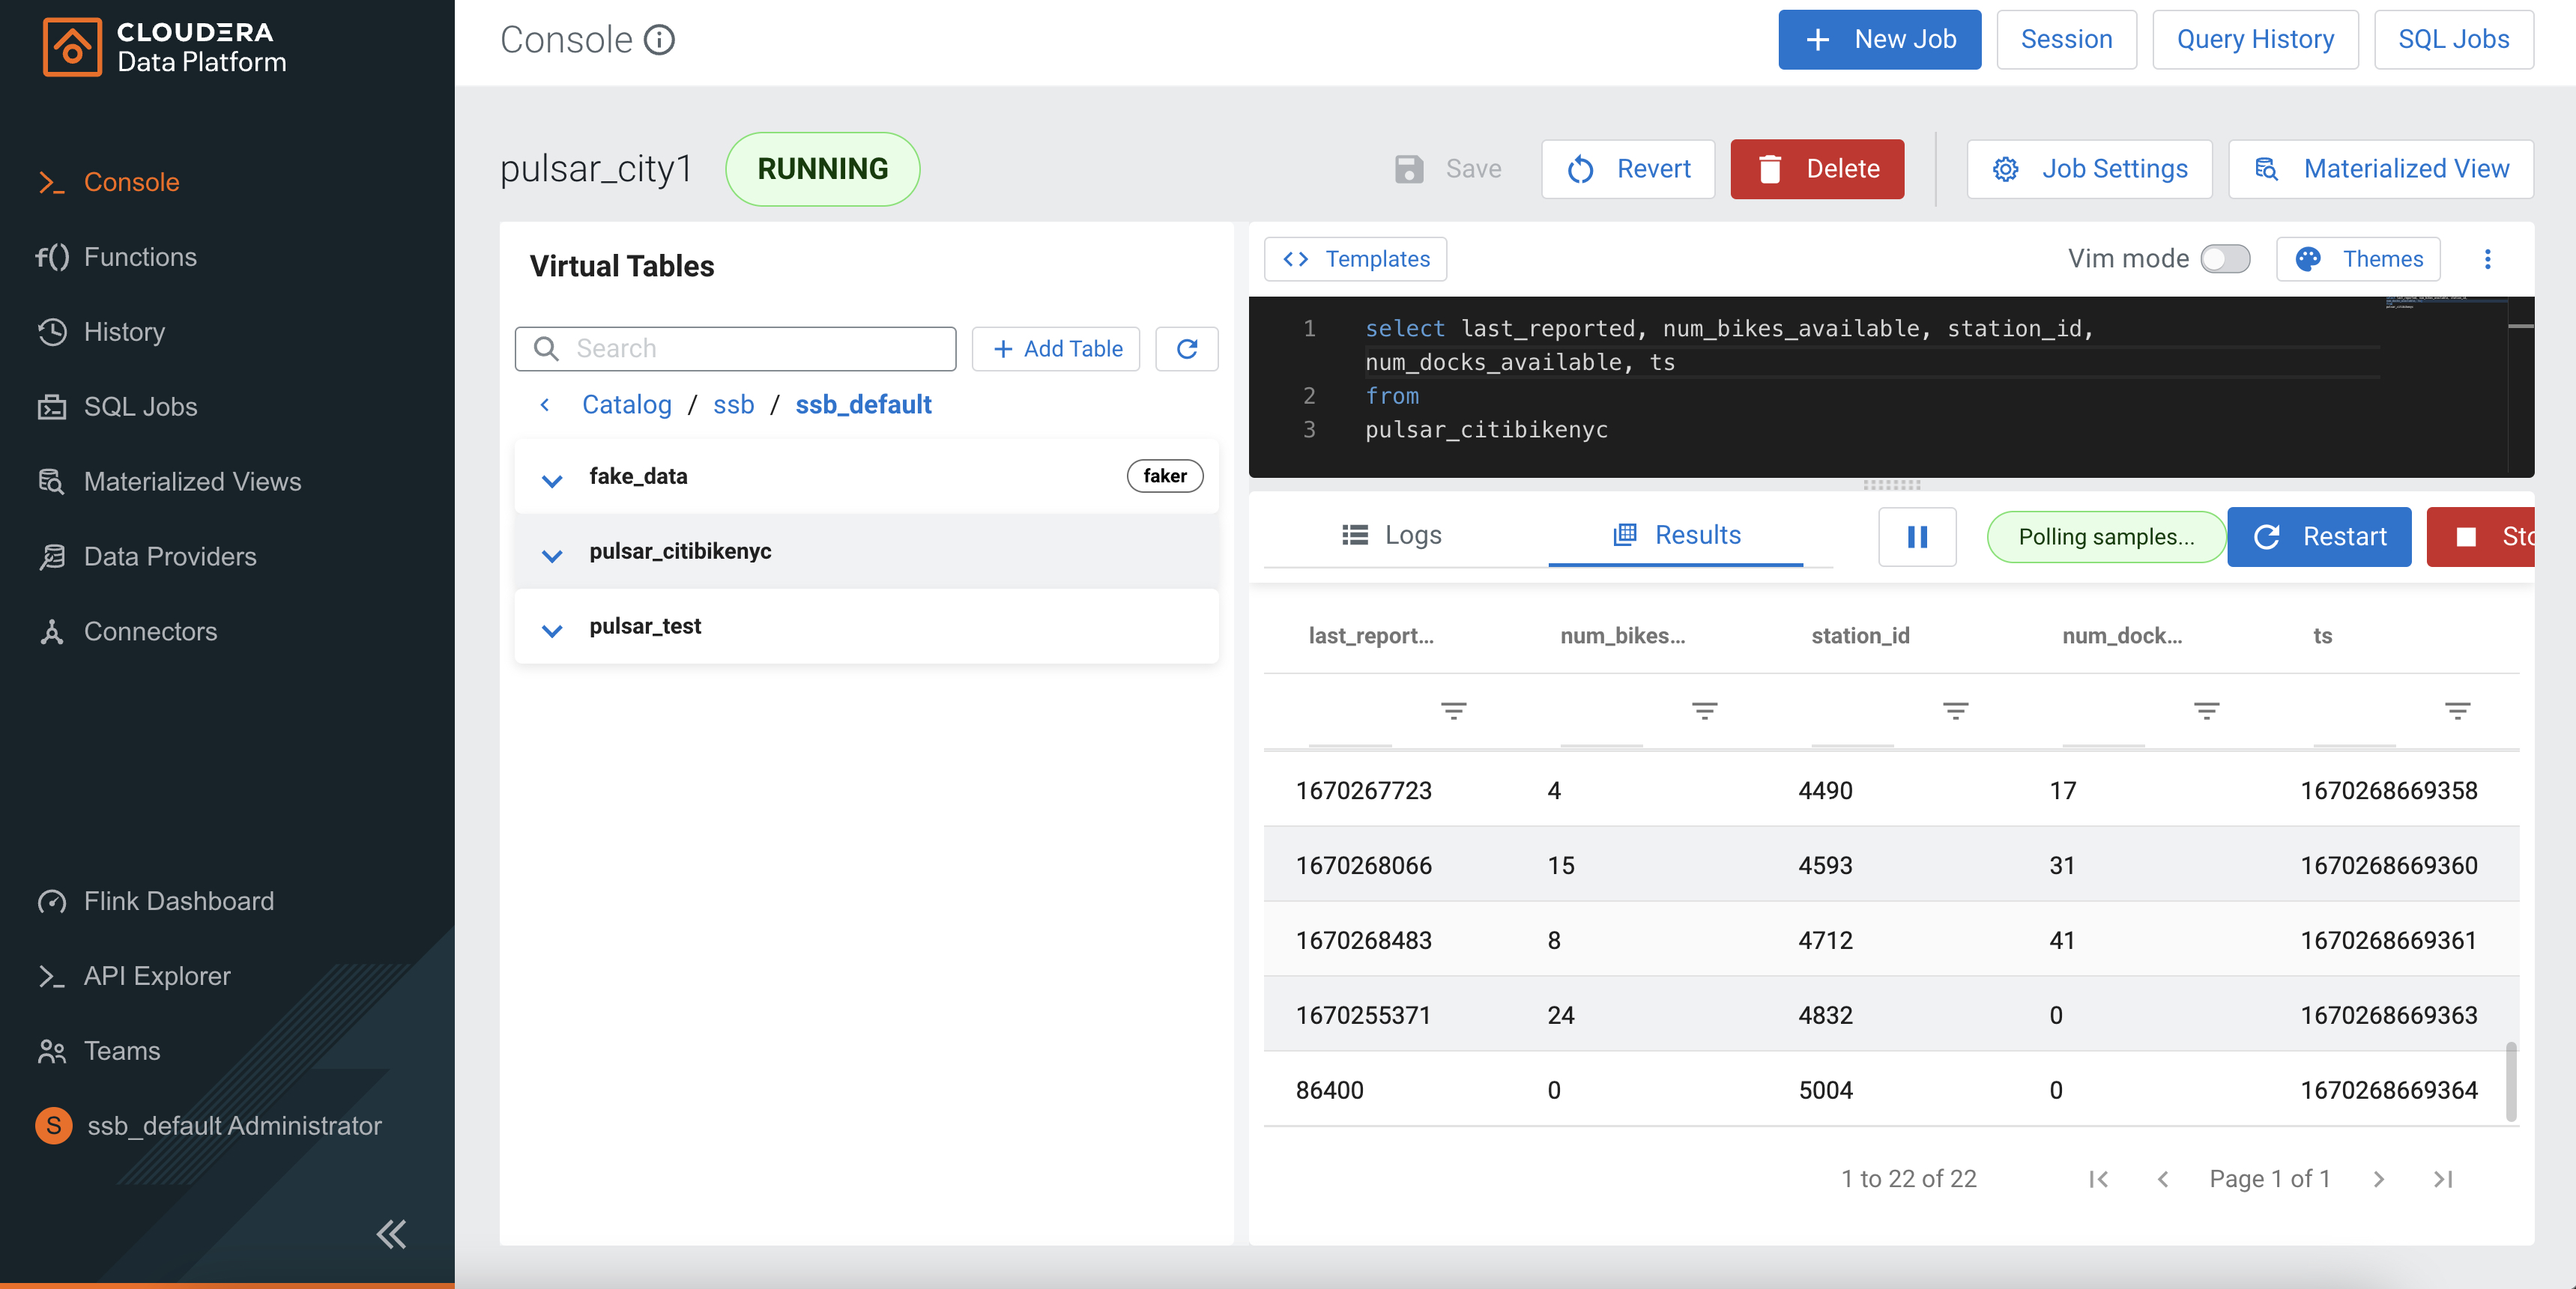 CLOUDERA
Data Platform
Console
Functions
History
SQL Jobs
Materialized Views
Data Providers
Connectors
Flink Dashboard
API Explorer
Teams
S ssb_default Administrator
Console
New Job
Session
Query History
SQL Jobs
pulsar_city1
RUNNING
Save
Revert
Delete
Job Settings
Materialized View
Virtual Tables
Search
Add Table
Catalog / ssb / ssb_default
fake_data
faker
pulsar_citibikenyc
pulsar_test
Templates
Vim mode
Themes
1 select last_reported, num_bikes_available, station_id,
num_docks_available, ts
2 from
3 pulsar_citibikenyc
Logs
Results
Polling samples...
Restart
Sto
last_report... num_bikes... station_id num_dock... ts
1670267723 4 4490 17 1670268669358
1670268066 15 4593 31 1670268669360
1670268483 8 4712 41 1670268669361
1670255371 24 4832 0 1670268669363
86400 0 5004 0 1670268669364
1 to 22 of 22
Page 1 of 1